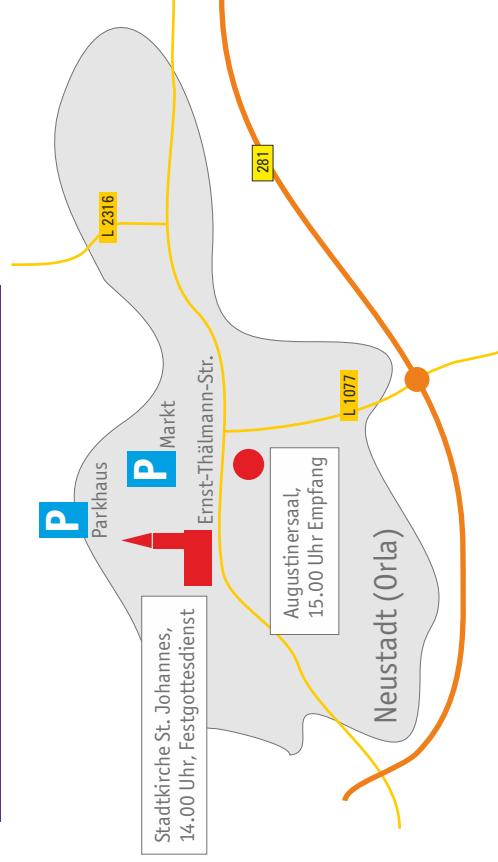 P
Parkhaus
P
Markt
L 2316
281
Ernst-Thälmann-Str.
L 1077
Stadtkirche St. Johannes,
14.00 Uhr, Festgottesdienst
Augustinersaal,
15.00 Uhr Empfang
Neustadt (Orla)